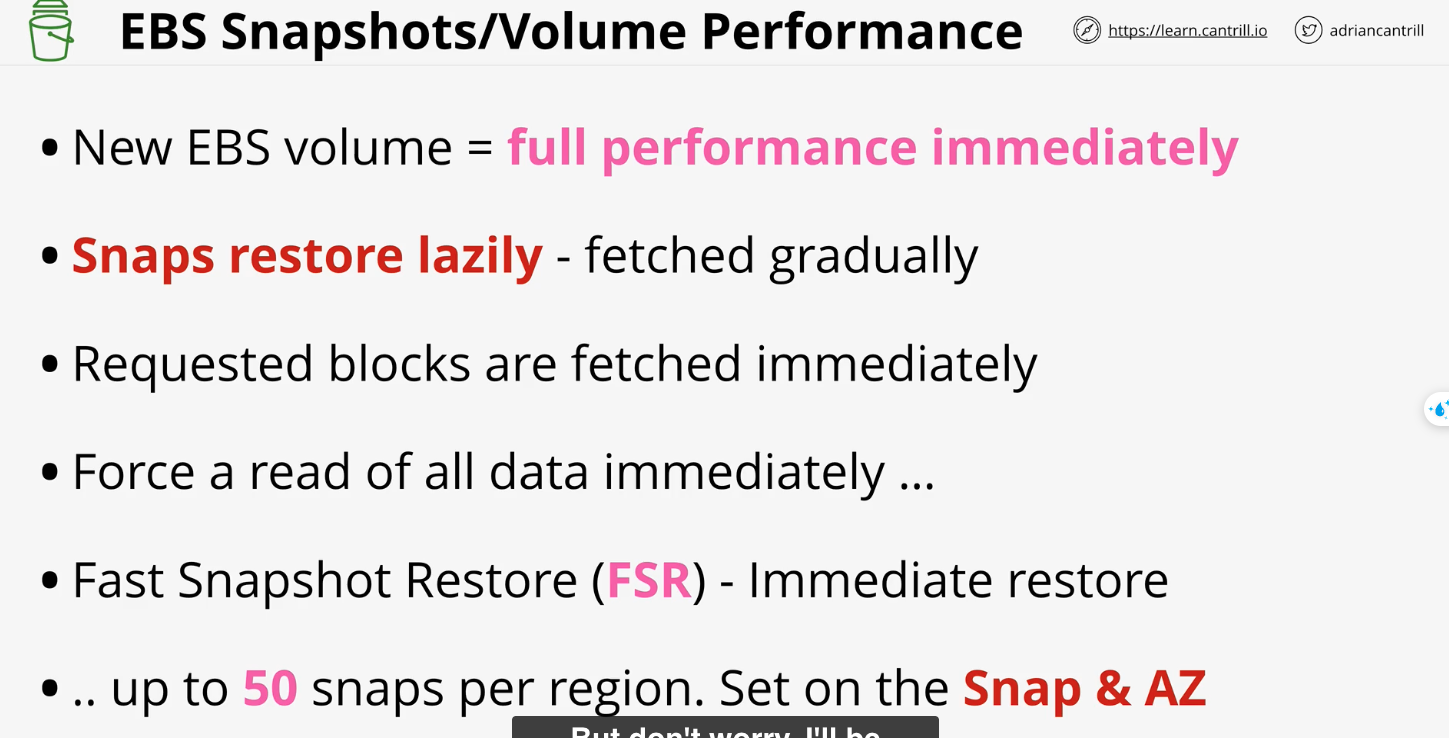 EBS Snapshots/Volume Performance
https://learn.cantrill.io
adriancantrill
• New EBS volume = full performance immediately
• Snaps restore lazily - fetched gradually
• Requested blocks are fetched immediately
• Force a read of all data immediately ...
• Fast Snapshot Restore (FSR) - Immediate restore
• .. up to 50 snaps per region. Set on the Snap & AZ
But don't worry, I'll be